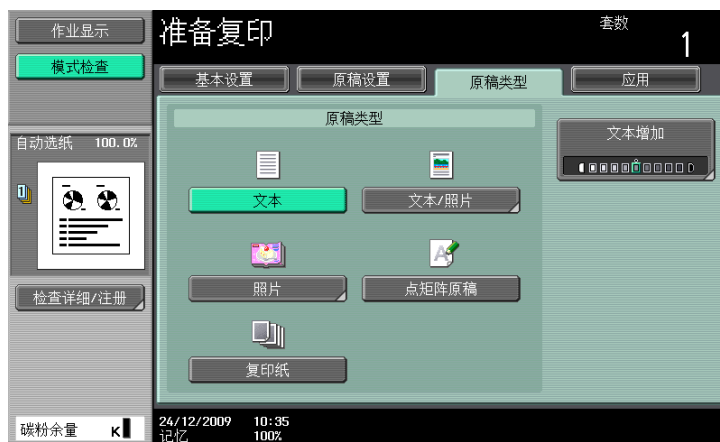 作业显示
模式检查
准备复印
套数
1
基本设置
原稿设置
原稿类型
应用
自动选纸 100.0%
1
检查详细/注册
碳粉余量 K
原稿类型
文本
文本/照片
照片
点矩阵原稿
复印纸
文本增加
24/12/2009 10:35
记忆 100%